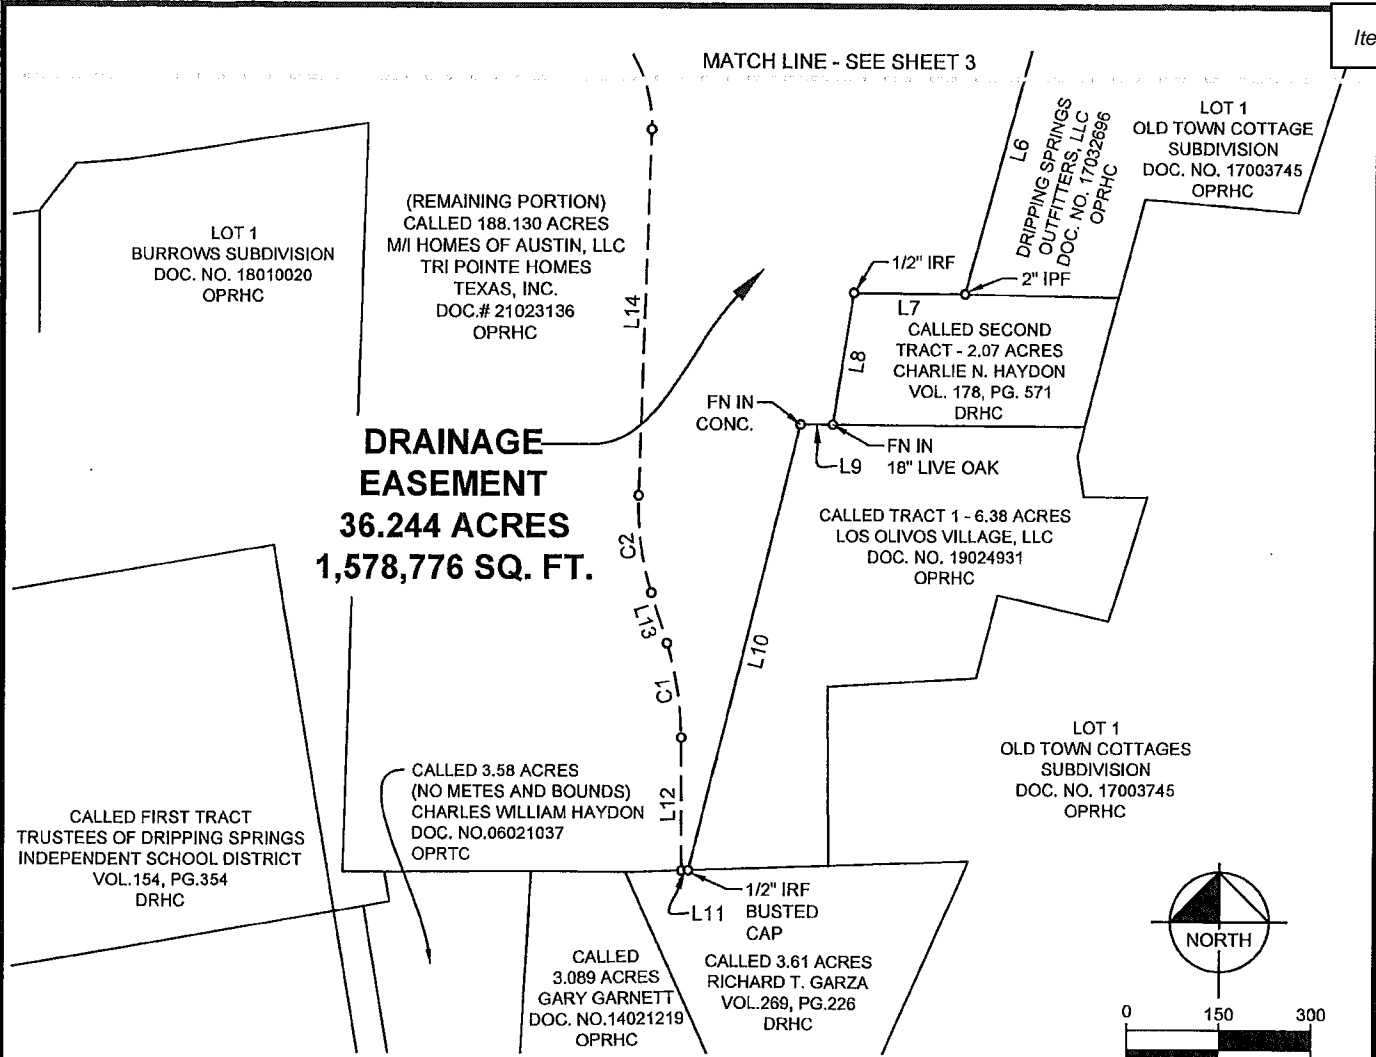 Ite
MATCH LINE - SEE SHEET 3
L6
DRIPPING SPRINGS
OUTFITTERS, LLC
DOC. NO. 17032696
OPRHC
LOT 1
OLD TOWN COTTAGE
SUBDIVISION
DOC. NO. 17003745
OPRHC
(REMAINING PORTION)
CALLED 188.130 ACRES
M/I HOMES OF AUSTIN, LLC
TRI POINTE HOMES
TEXAS, INC.
DOC.# 21023136
OPRHC
LOT 1
BURROWS SUBDIVISION
DOC. NO. 18010020
OPRHC
L14
1/2" IRF
2" IPF
L7
L8
CALLED SECOND
TRACT - 2.07 ACRES
CHARLIE N. HAYDON
VOL. 178, PG. 571
DRHC
FN IN
CONC.
L9
FN IN
18" LIVE OAK
DRAINAGE
EASEMENT
36.244 ACRES
1,578,776 SQ. FT.
CALLED TRACT 1 - 6.38 ACRES
LOS OLIVOS VILLAGE, LLC
DOC. NO. 19024931
OPRHC
C2
L13
L10
C1
LOT 1
OLD TOWN COTTAGES
SUBDIVISION
DOC. NO. 17003745
OPRHC
CALLED 3.58 ACRES
(NO METES AND BOUNDS)
CHARLES WILLIAM HAYDON
DOC. NO.06021037
OPRTC
L12
CALLED FIRST TRACT
TRUSTEES OF DRIPPING SPRINGS
INDEPENDENT SCHOOL DISTRICT
VOL.154, PG.354
DRHC
L11
1/2" IRF
BUSTED
CAP
CALLED
3.089 ACRES
GARY GARNETT
DOC. NO.14021219
OPRHC
CALLED 3.61 ACRES
RICHARD T. GARZA
VOL.269, PG.226
DRHC
NORTH
0 150 300